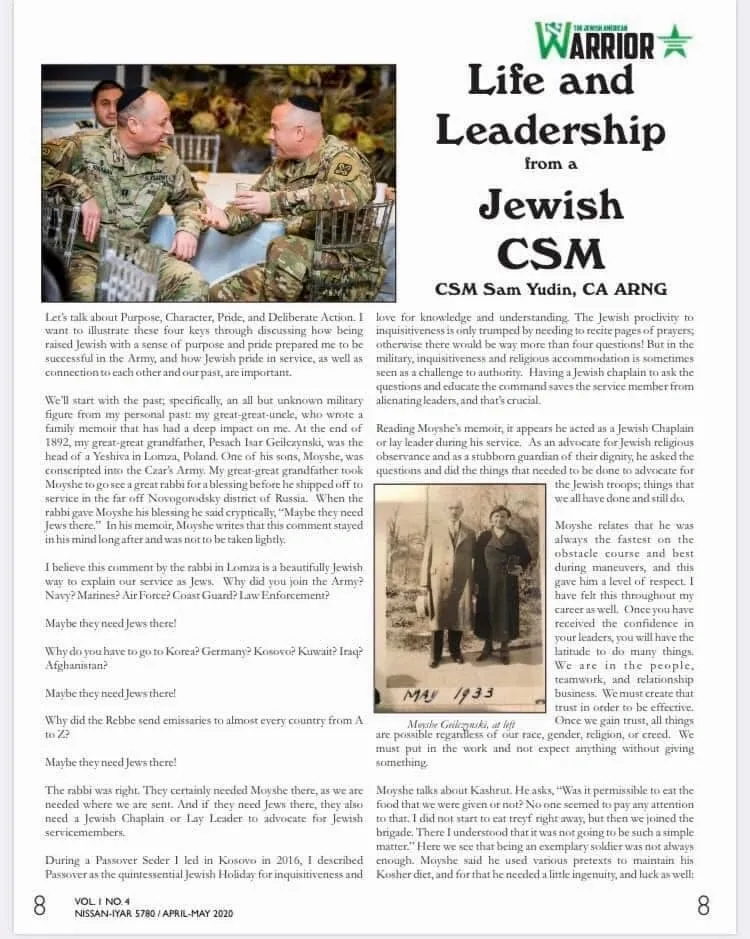 THE JEWISH AMERICAN
WARRIOR
Life and
Leadership
from a
Jewish
CSM
CSM Sam Yudin, CA ARNG
Let's talk about Purpose, Character, Pride, and Deliberate Action. I
want to illustrate these four keys through discussing how being
raised Jewish with a sense of purpose and pride prepared me to be
successful in the Army, and how Jewish pride in service, as well as
connection to each other and our past, are important.
We'll start with the past; specifically, an all but unknown military
figure from my personal past: my great-great-uncle, who wrote a
family memoir that has had a deep impact on me. At the end of
1892, my great-great grandfather, Pesach Isar Geilczynski, was the
head of a Yeshiva in Lomza, Poland. One of his sons, Moyshe, was
conscripted into the Czar's Army. My great-great grandfather took
Moyshe to go see a great rabbi for a blessing before he shipped off to
service in the far off Novogorodsky district of Russia. When the
rabbi gave Moyshe his blessing he said cryptically, "Maybe they need
Jews there." In his memoir, Moyshe writes that this comment stayed
in his mind long after and was not to be taken lightly.
I believe this comment by the rabbi in Lomza is a beautifully Jewish
way to explain our service as Jews. Why did you join the Army?
Navy? Marines? Air Force? Coast Guard? Law Enforcement?
Maybe they need Jews there!
Why do you have to go to Korea? Germany? Kosovo? Kuwait? Iraq?
Afghanistan?
Maybe they need Jews there!
Why did the Rebbe send emissaries to almost every country from A
to Z?
Maybe they need Jews there!
The rabbi was right. They certainly needed Moyshe there, as we are
needed where we are sent. And if they need Jews there, they also
need a Jewish Chaplain or Lay Leader to advocate for Jewish
servicemembers.
During a Passover Seder I led in Kosovo in 2016, I described
Passover as the quintessential Jewish Holiday for inquisitiveness and
love for knowledge and understanding. The Jewish proclivity to
inquisitiveness is only trumped by needing to recite pages of prayers;
otherwise there would be way more than four questions! But in the
military, inquisitiveness and religious accommodation is sometimes
seen as a challenge to authority. Having a Jewish chaplain to ask the
questions and educate the command saves the service member from
alienating leaders, and that's crucial.
Reading Moyshe's memoir, it appears he acted as a Jewish Chaplain
or lay leader during his service. As an advocate for Jewish religious
observance and as a stubborn guardian of their dignity, he asked the
questions and did the things that needed to be done to advocate for
the Jewish troops; things that
we all have done and still do.
Moyshe relates that he was
always the fastest on the
obstacle course and best
during maneuvers, and this
gave him a level of respect. I
have felt this throughout my
career as well. Once you have
received the confidence in
your leaders, you will have the
latitude to do many things.
We are in the people,
teamwork, and relationship
business. We must create that
trust in order to be effective.
Once we gain trust, all things
are possible regardless of our race, gender, religion, or creed. We
must put in the work and not expect anything without giving
something.
MAY 1933
Moyshe Geilczynski, at left
Moyshe talks about Kashrut. He asks, "Was it permissible to eat the
food that we were given or not? No one seemed to pay any attention
to that. I did not start to eat treyf right away, but then we joined the
brigade. There I understood that it was not going to be such a simple
matter." Here we see that being an exemplary soldier was not always
enough. Moyshe said he used various pretexts to maintain his
Kosher diet, and for that he needed a little ingenuity, and luck as well:
8
VOL. 1 NO. 4
NISSAN-IYAR 5780 / APRIL-MAY 2020
8